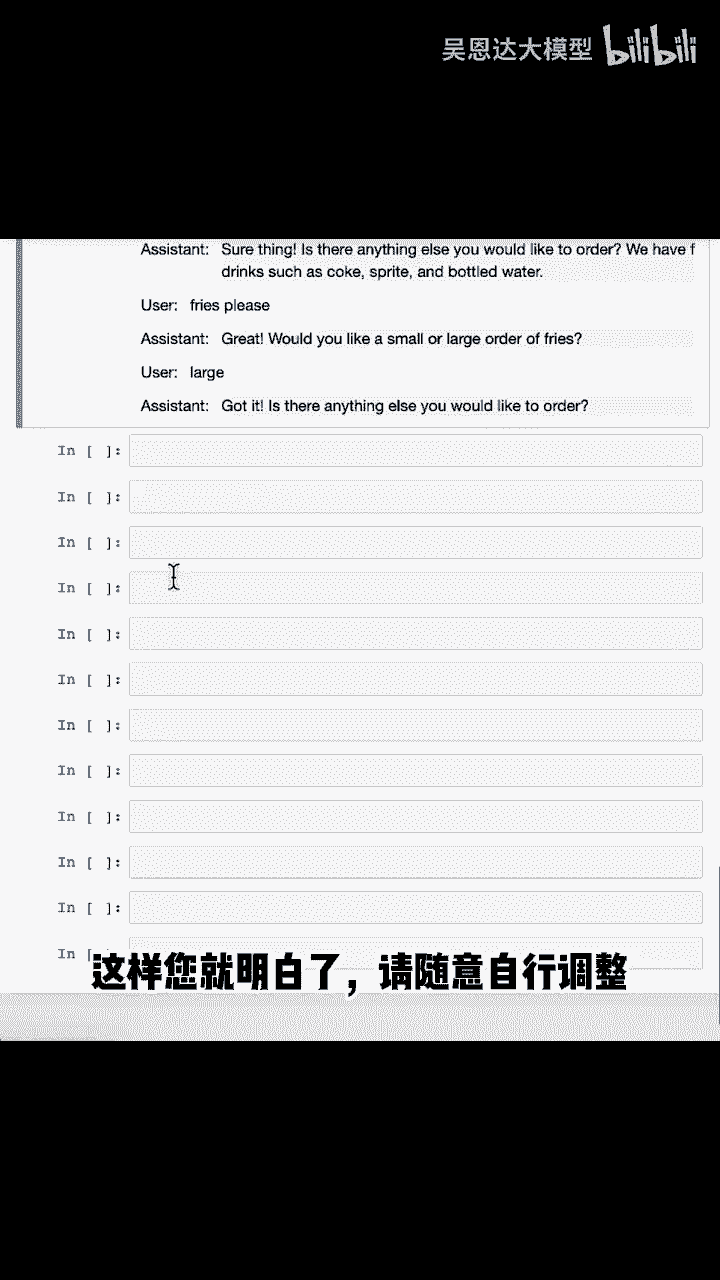 吴恩达大模型 bilibili
Assistant: Sure thing! Is there anything else you would like to order? We have f
drinks such as coke, sprite, and bottled water.
User: fries please
Assistant: Great! Would you like a small or large order of fries?
User: large
Assistant: Got it! Is there anything else you would like to order?
In [ ]:
In [ ]:
In [ ]:
In [ ]:
In [ ]:
In [ ]:
In [ ]:
In [ ]:
In [ ]:
In [ ]:
In [ ]:
In [ ]:
这样您就明白了，请随意自行调整